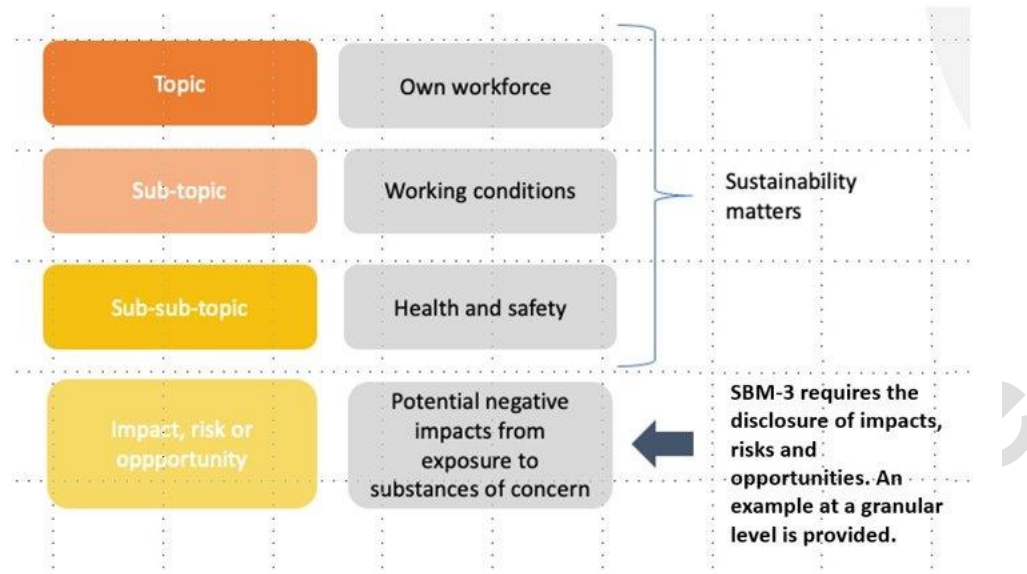 Topic
Own workforce
Sub-topic
Working conditions
Sustainability
matters
Sub-sub-topic
Health and safety
Impact, risk or
oppportunity
Potential negative
impacts from
exposure to
substances of concern
SBM-3 requires the
disclosure of impacts,
risks and
opportunities. An
example at a granular
level is provided.